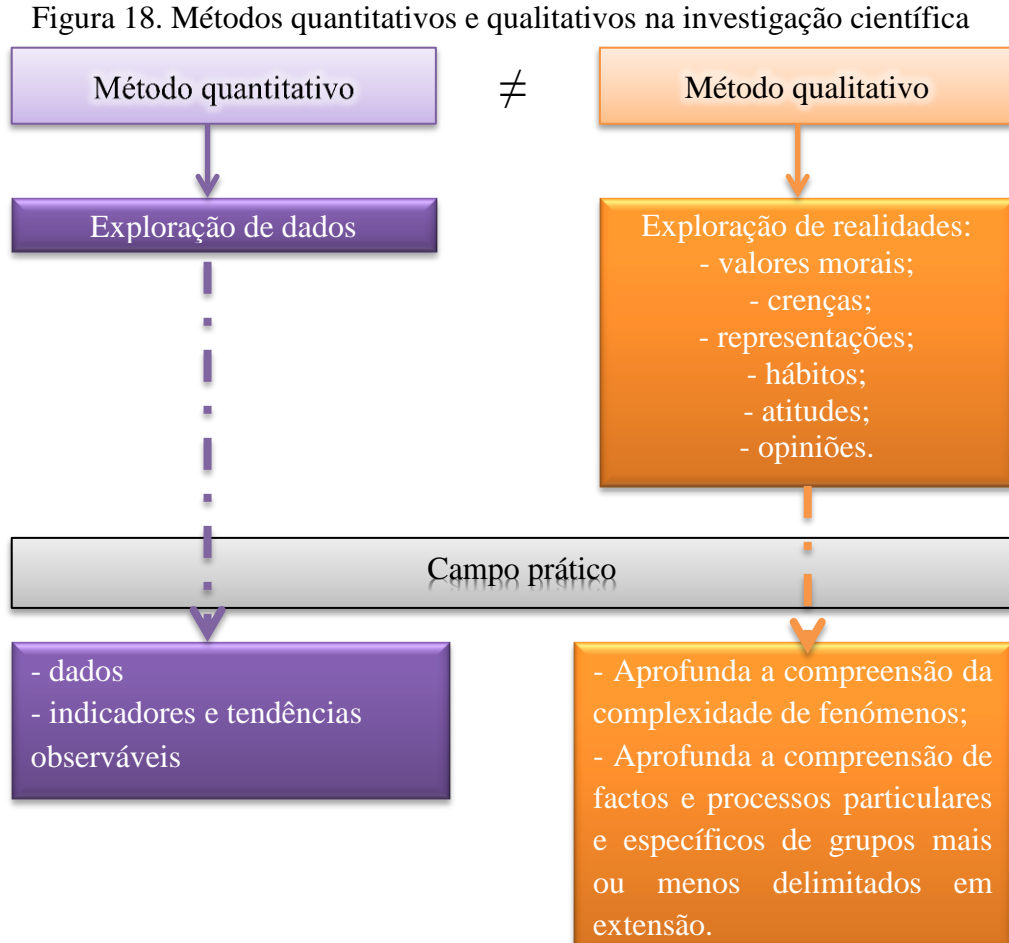 Figura 18. Métodos quantitativos e qualitativos na investigação científica
Método quantitativo
≠
Método qualitativo
Exploração de dados
Exploração de realidades:
- valores morais;
- crenças;
- representações;
- hábitos;
- atitudes;
- opiniões.
Campo prático
- dados
- indicadores e tendências
observáveis
- Aprofunda a compreensão da
complexidade de fenómenos;
- Aprofunda a compreensão de
factos e processos particulares
e específicos de grupos mais
ou menos delimitados em
extensão.